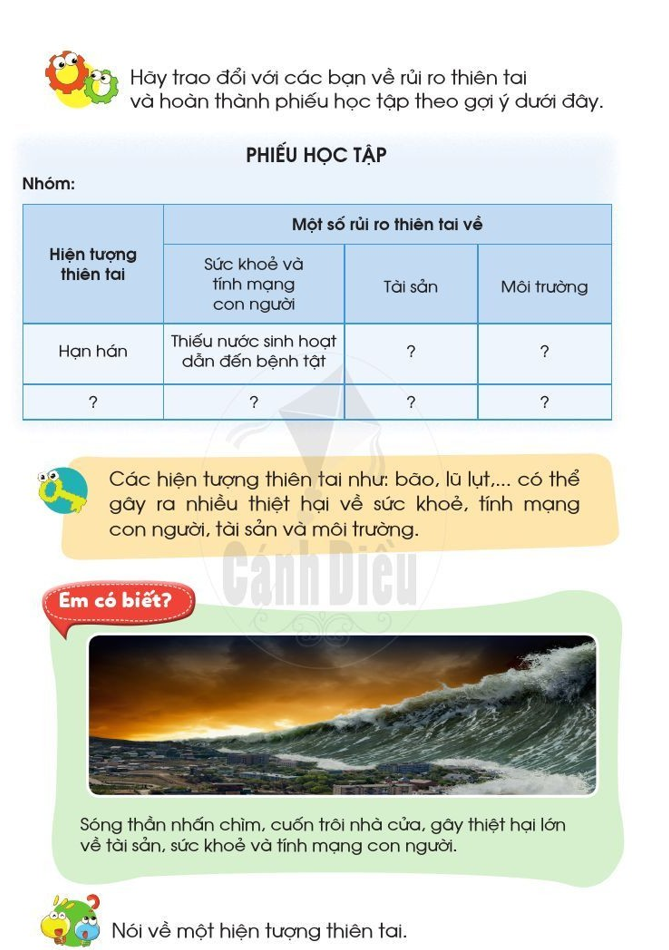 Hãy trao đổi với các bạn về rủi ro thiên tai
và hoàn thành phiếu học tập theo gợi ý dưới đây.
PHIẾU HỌC TẬP
Nhóm:
Hiện tượng
thiên tai
Một số rủi ro thiên tai về
Sức khoẻ và
tính mạng
con người
Tài sản
Môi trường
Hạn hán
Thiếu nước sinh hoạt
dẫn đến bệnh tật
?
?
?
?
?
?
Các hiện tượng thiên tai như: bão, lũ lụt,... có thể
gây ra nhiều thiệt hại về sức khoẻ, tính mạng
con người, tài sản và môi trường.
Cánh Diều
Em có biết?
Sóng thần nhấn chìm, cuốn trôi nhà cửa, gây thiệt hại lớn
về tài sản, sức khoẻ và tính mạng con người.
Nói về một hiện tượng thiên tai.